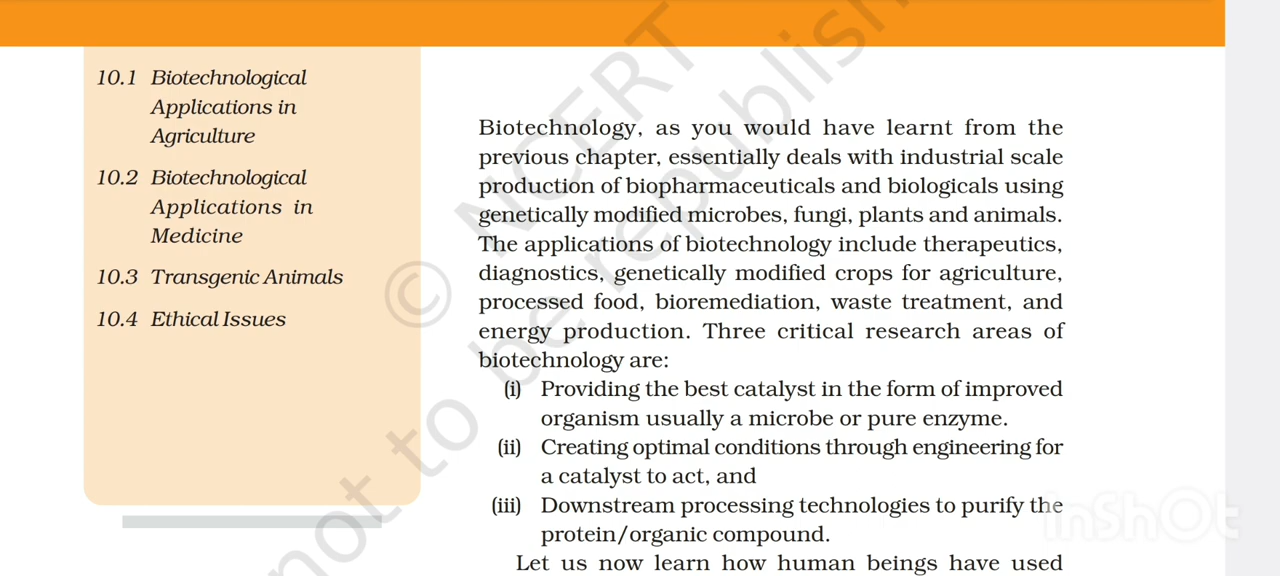 10.1 Biotechnological
Applications in
Agriculture
10.2 Biotechnological
Applications in
Medicine
10.3 Transgenic Animals
10.4 Ethical Issues
Biotechnology, as you would have learnt from the
previous chapter, essentially deals with industrial scale
production of biopharmaceuticals and biologicals using
genetically modified microbes, fungi, plants and animals.
The applications of biotechnology include therapeutics,
diagnostics, genetically modified crops for agriculture,
processed food, bioremediation, waste treatment, and
energy production. Three critical research areas of
biotechnology are:
(i) Providing the best catalyst in the form of improved
organism usually a microbe or pure enzyme.
(ii) Creating optimal conditions through engineering for
a catalyst to act, and
(iii) Downstream processing technologies to purify the
protein/organic compound.
Let us now learn how human beings have used
© NCERT
not to be republish
InShOt